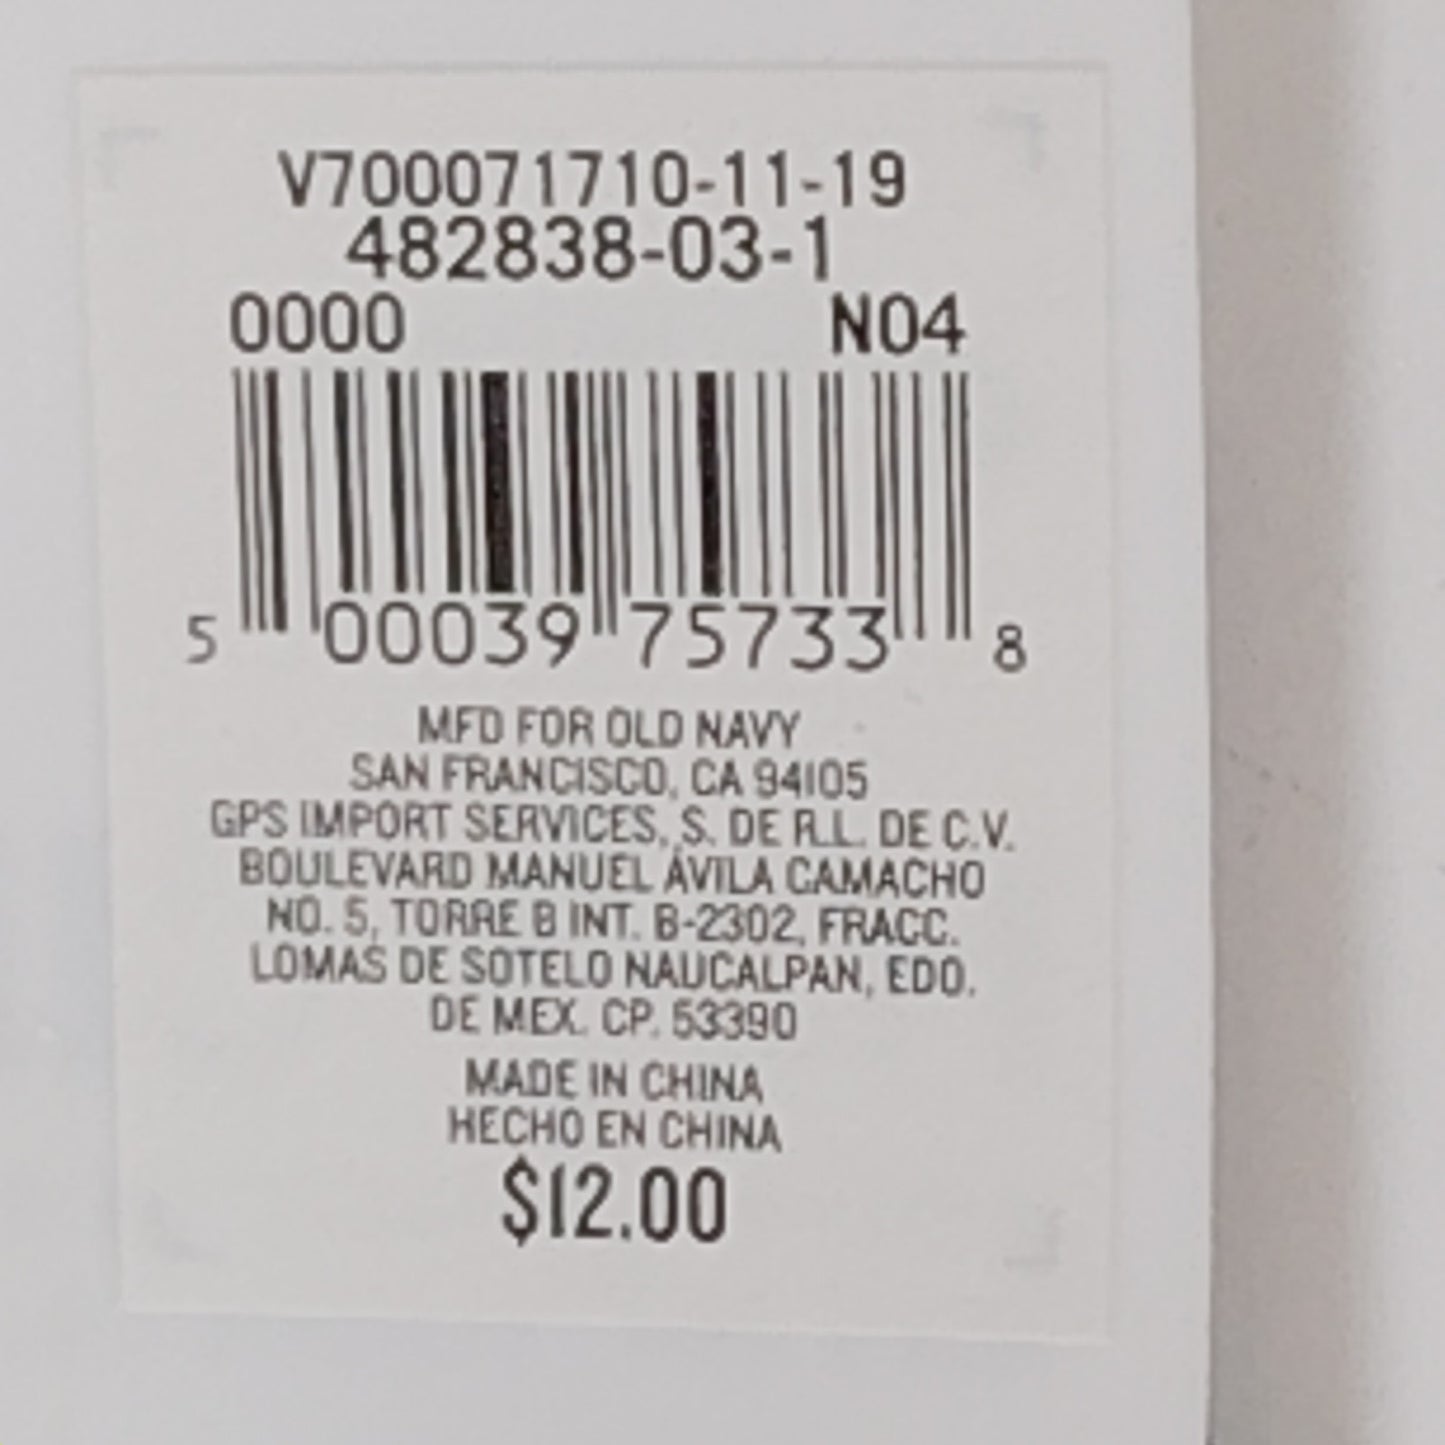 V700071710-11-19
482838-03-1
0000 N04
5 00039 75733 8
MFD FOR OLD NAVY
SAN FRANCISCO, CA 94105
GPS IMPORT SERVICES, S. DE R.L. DE C.V.
BOULEVARD MANUEL ÁVILA CAMACHO
NO. 5, TORRE B INT. B-2302, FRACC.
LOMAS DE SOTELO NAUCALPAN, EDO.
DE MEX. CP. 53390
MADE IN CHINA
HECHO EN CHINA
$12.00